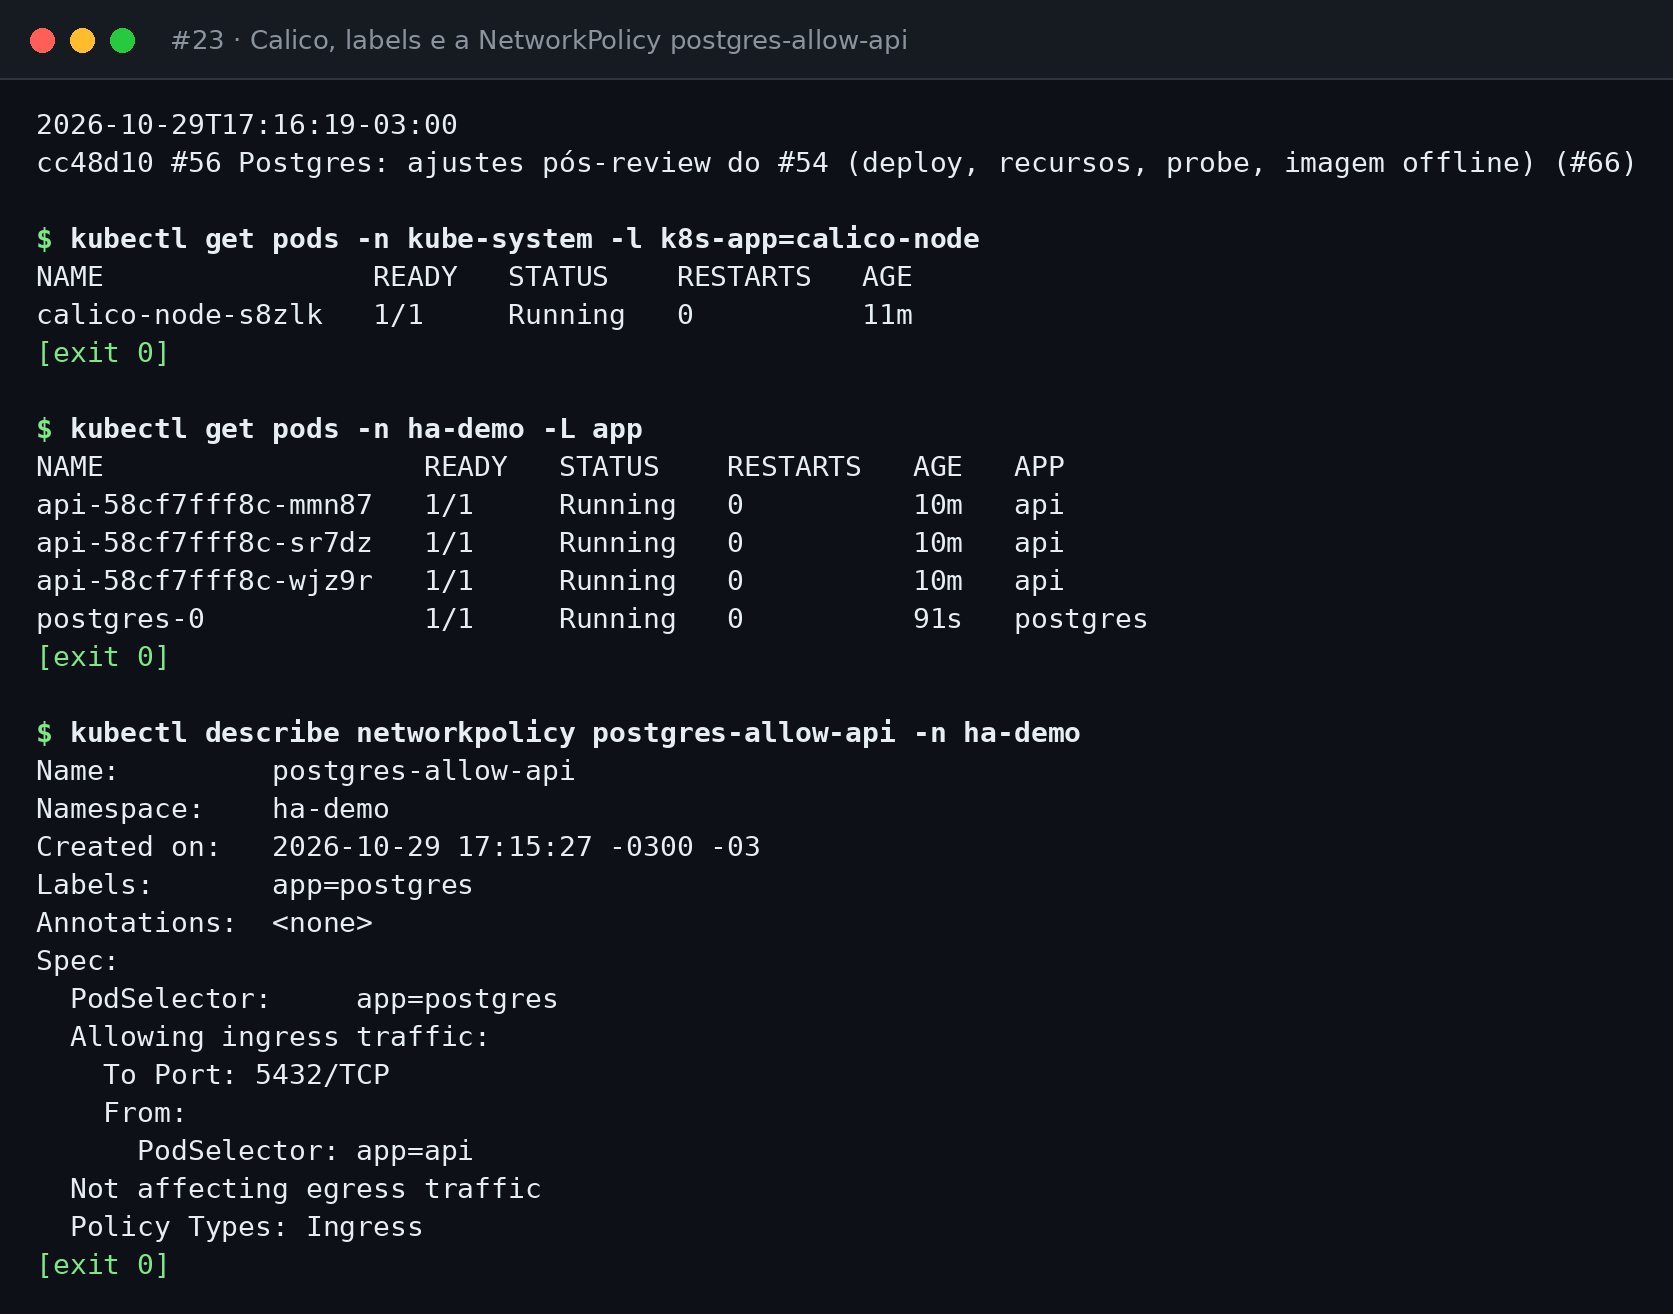 #23 · Calico, labels e a NetworkPolicy postgres-allow-api
2026-10-29T17:16:19-03:00
cc48d10 #56 Postgres: ajustes pós-review do #54 (deploy, recursos, probe, imagem offline) (#66)
$ kubectl get pods -n kube-system -l k8s-app=calico-node
NAME                READY   STATUS    RESTARTS   AGE
calico-node-s8zlk   1/1     Running   0          11m
[exit 0]
$ kubectl get pods -n ha-demo -L app
NAME                   READY   STATUS    RESTARTS   AGE   APP
api-58cf7fff8c-mmn87   1/1     Running   0          10m   api
api-58cf7fff8c-sr7dz   1/1     Running   0          10m   api
api-58cf7fff8c-wjz9r   1/1     Running   0          10m   api
postgres-0             1/1     Running   0          91s   postgres
[exit 0]
$ kubectl describe networkpolicy postgres-allow-api -n ha-demo
Name:         postgres-allow-api
Namespace:    ha-demo
Created on:   2026-10-29 17:15:27 -0300 -03
Labels:       app=postgres
Annotations:  <none>
Spec:
  PodSelector:     app=postgres
  Allowing ingress traffic:
    To Port: 5432/TCP
    From:
      PodSelector: app=api
  Not affecting egress traffic
  Policy Types: Ingress
[exit 0]